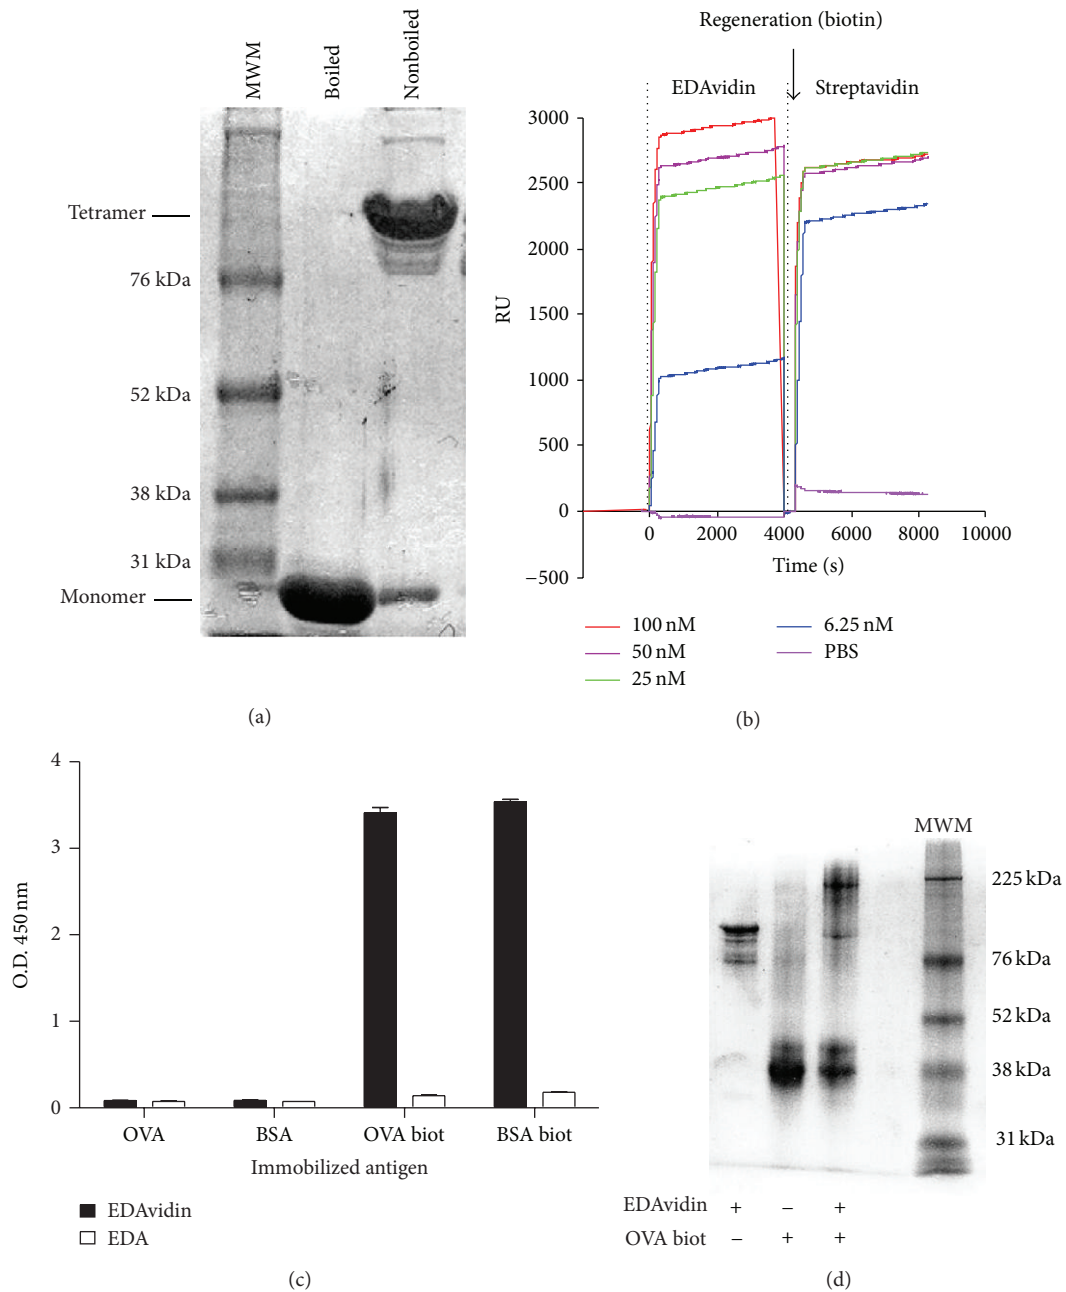 MWM
Boiled
Nonboiled
Tetramer
76 kDa
52 kDa
38 kDa
31 kDa
Monomer
(a)
Regeneration (biotin)
EDAvidin
Streptavidin
3000
2500
2000
1500
1000
500
0
−500
RU
0 2000 4000 6000 8000 10000
Time (s)
100 nM
50 nM
25 nM
6.25 nM
PBS
(b)
4
3
2
1
0
O.D. 450 nm
OVA BSA OVA biot BSA biot
Immobilized antigen
EDAvidin
EDA
(c)
MWM
225 kDa
76 kDa
52 kDa
38 kDa
31 kDa
EDAvidin + − +
OVA biot − + +
(d)